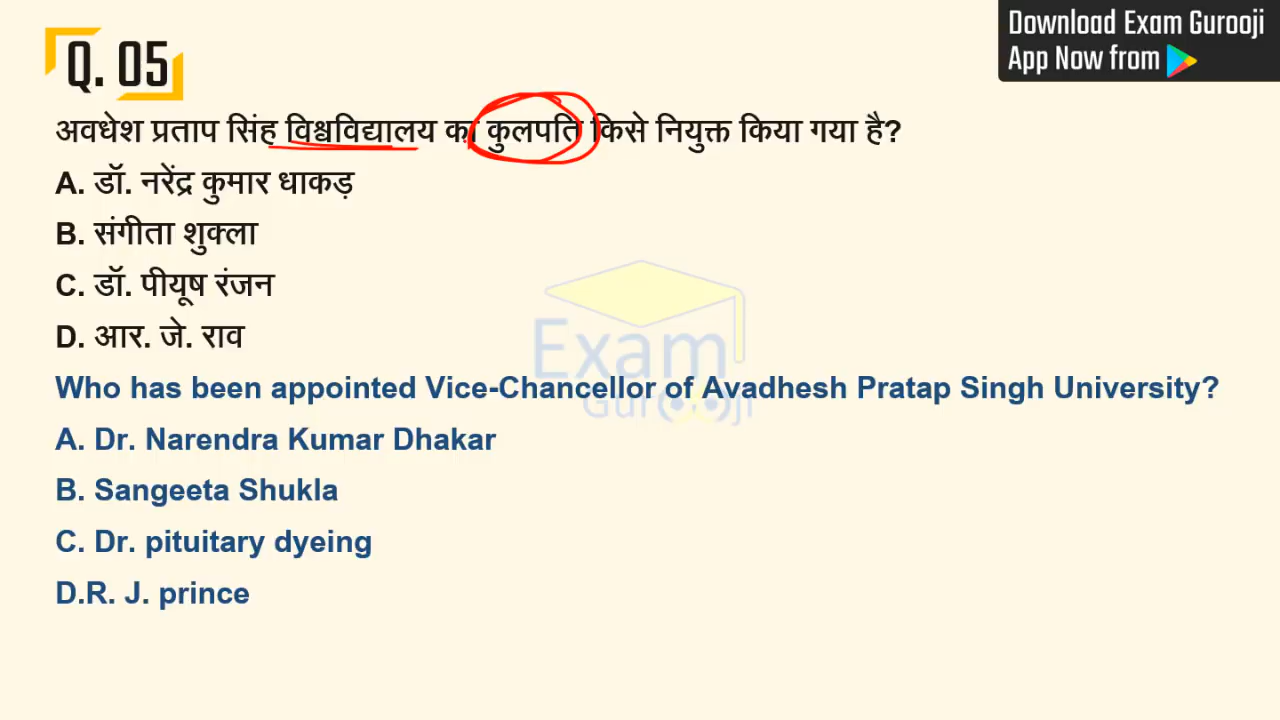 Download Exam Gurooji
App Now from
Q. 05
अवधेश प्रताप सिंह विश्वविद्यालय का कुलपति किसे नियुक्त किया गया है?
A. डॉ. नरेंद्र कुमार धाकड़
B. संगीता शुक्ला
C. डॉ. पीयूष रंजन
D. आर. जे. राव
Exam
Gurooji
Who has been appointed Vice-Chancellor of Avadhesh Pratap Singh University?
A. Dr. Narendra Kumar Dhakar
B. Sangeeta Shukla
C. Dr. pituitary dyeing
D.R. J. prince